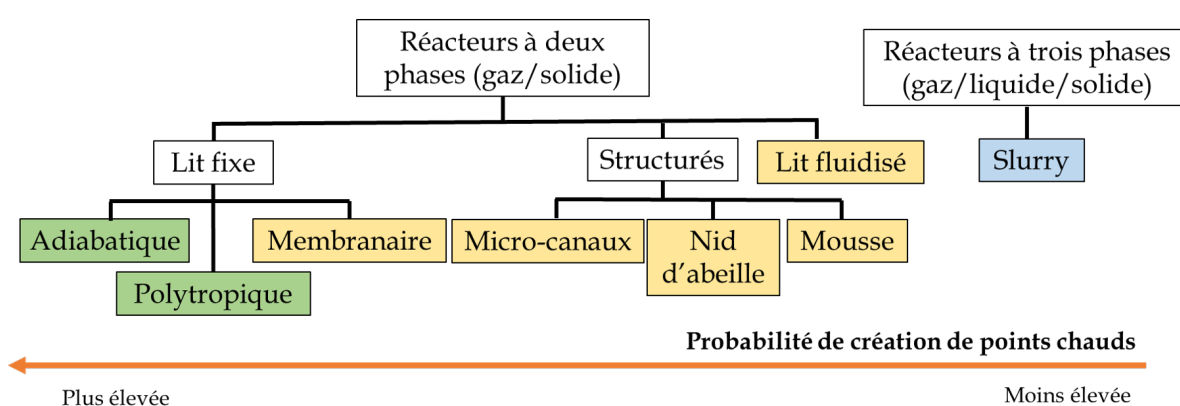 Réacteurs à deux
phases (gaz/solide)
Réacteurs à trois phases
(gaz/liquide/solide)
Lit fixe
Structurés
Lit fluidisé
Slurry
Adiabatique
Membranaire
Micro-canaux
Nid
d'abeille
Mousse
Polytropique
Probabilité de création de points chauds
Plus élevée
Moins élevée